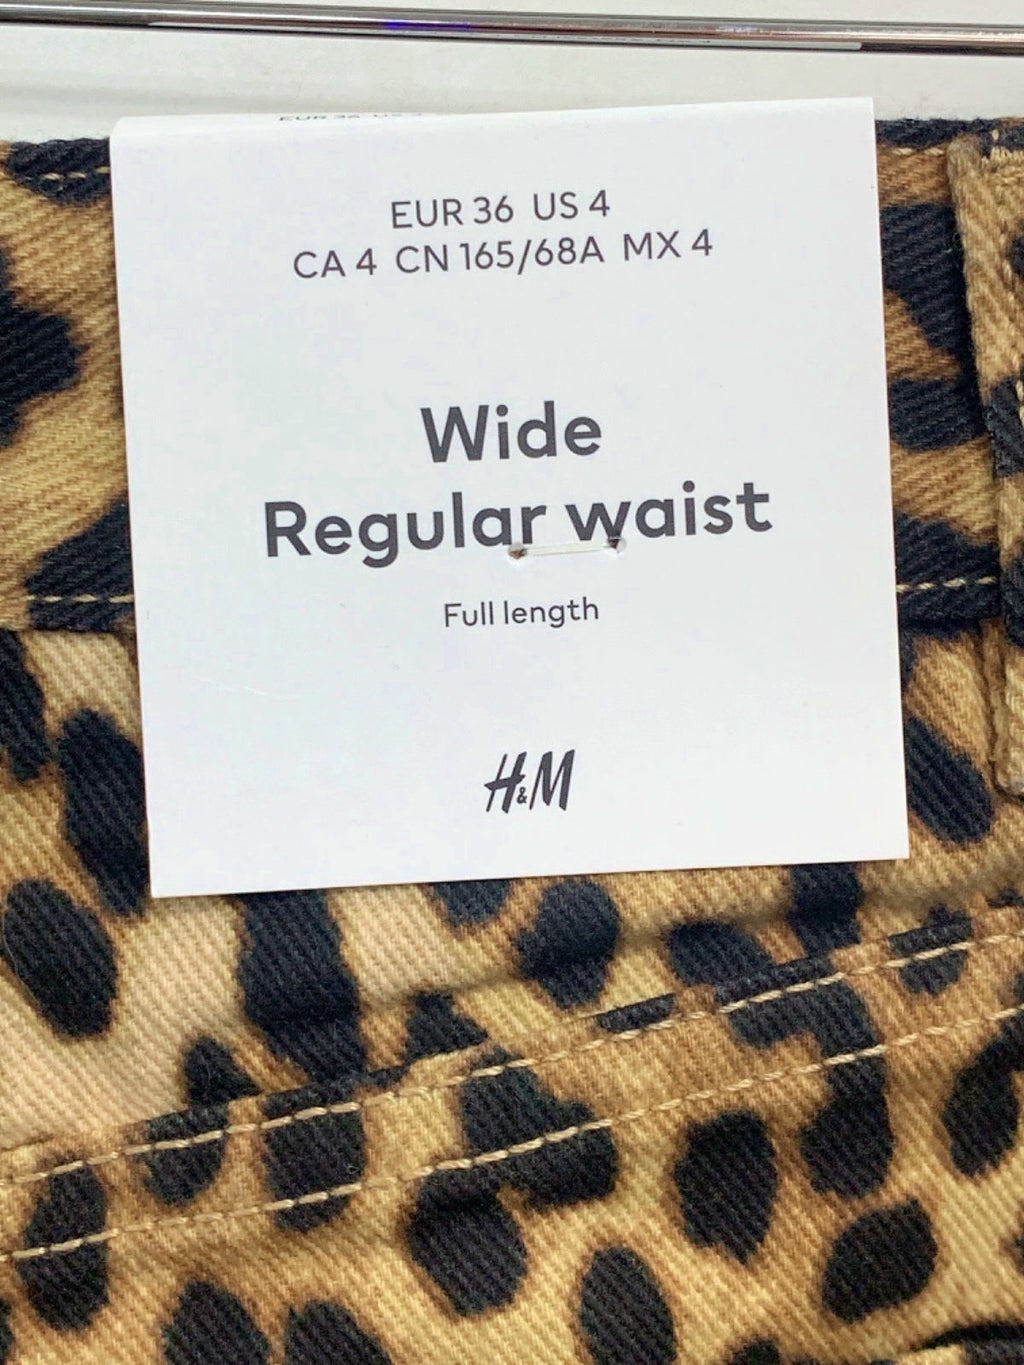 EUR 36 US 4
CA 4 CN 165/68A MX 4
Wide
Regular waist
Full length
H&M